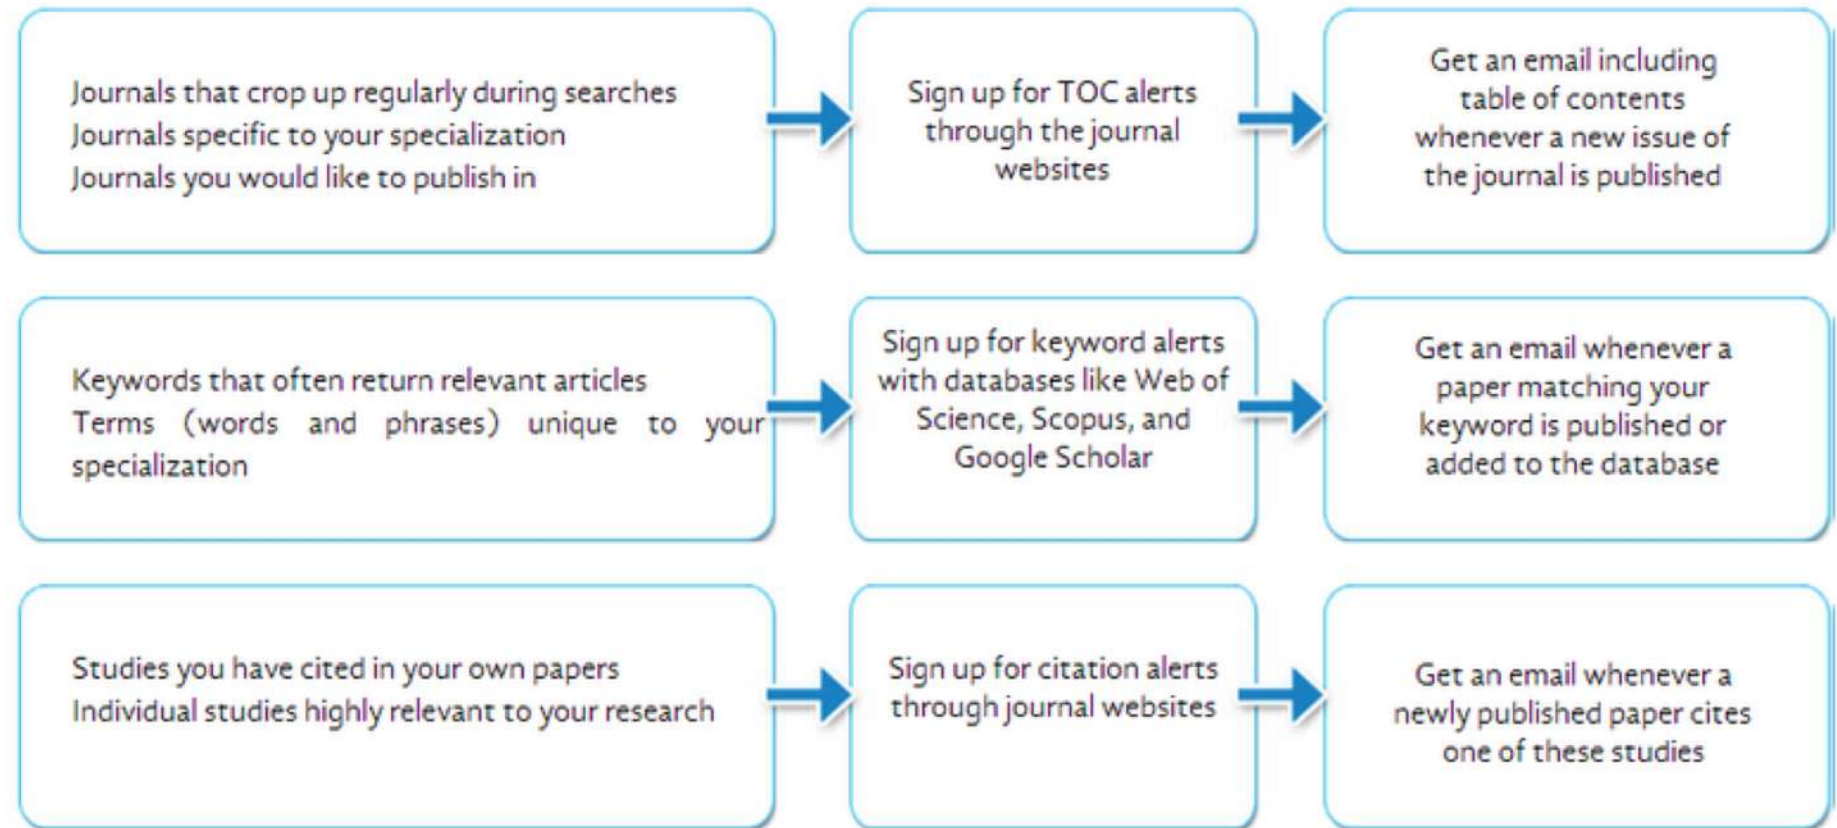 Journals that crop up regularly during searches
Journals specific to your specialization
Journals you would like to publish in
Sign up for TOC alerts
through the journal
websites
Get an email including
table of contents
whenever a new issue of
the journal is published
Keywords that often return relevant articles
Terms (words and phrases) unique to your
specialization
Sign up for keyword alerts
with databases like Web of
Science, Scopus, and
Google Scholar
Get an email whenever a
paper matching your
keyword is published or
added to the database
Studies you have cited in your own papers
Individual studies highly relevant to your research
Sign up for citation alerts
through journal websites
Get an email whenever a
newly published paper cites
one of these studies